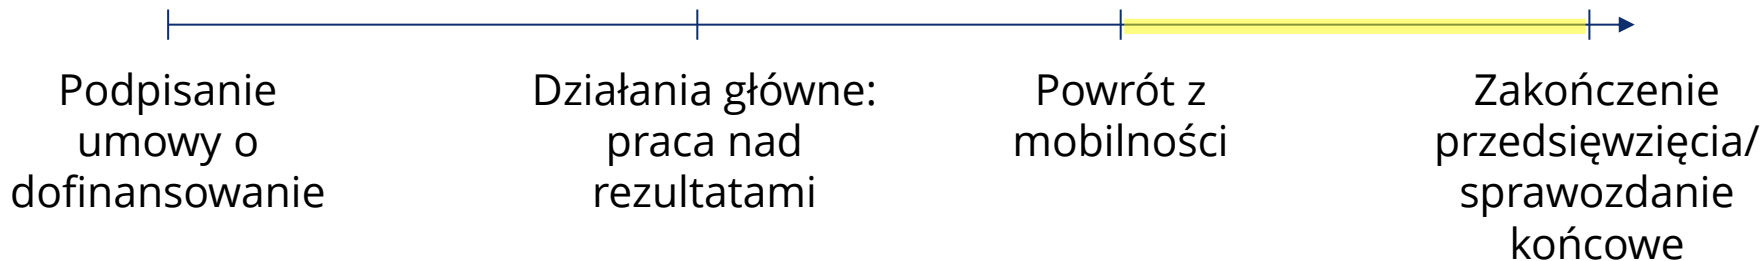 Podpisanie
umowy o
dofinansowanie
Działania główne:
praca nad
rezultatami
Powrót z
mobilności
Zakończenie
przedsięwzięcia/
sprawozdanie
końcowe